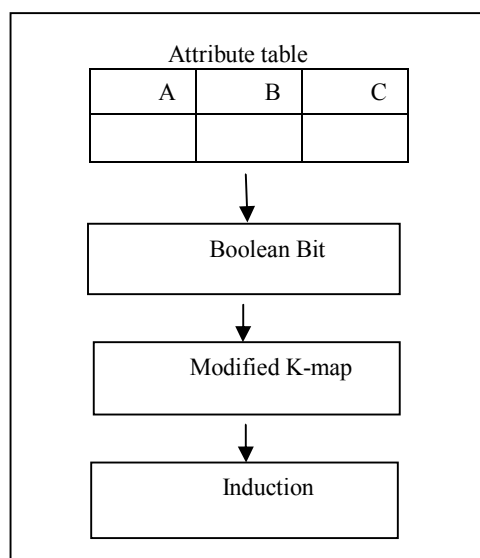 Attribute table
A B C
Boolean Bit
Modified K-map
Induction